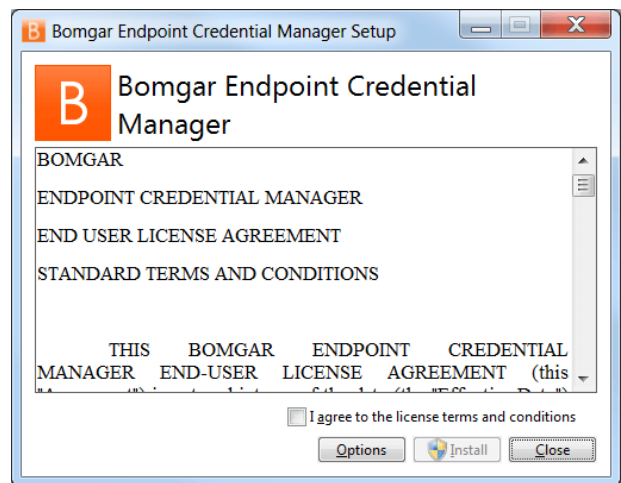 Bomgar Endpoint Credential Manager Setup
B
Bomgar Endpoint Credential
Manager
BOMGAR
ENDPOINT CREDENTIAL MANAGER
END USER LICENSE AGREEMENT
STANDARD TERMS AND CONDITIONS
THIS BOMGAR ENDPOINT CREDENTIAL
MANAGER END-USER LICENSE AGREEMENT (this
I agree to the license terms and conditions
Options Install Close